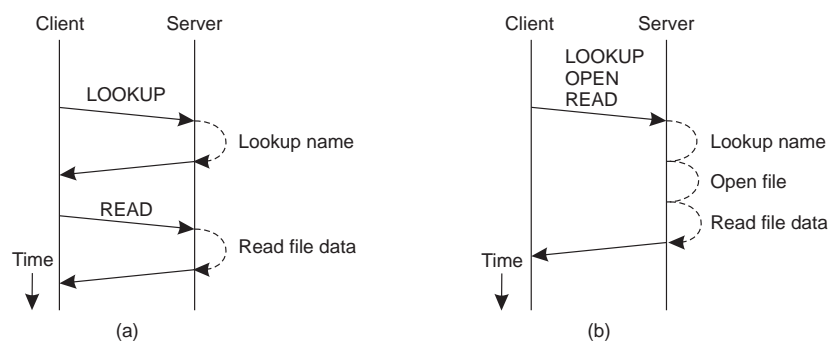 Client
Server
LOOKUP
Lookup name
READ
Read file data
Time
(a)
Client
Server
LOOKUP
OPEN
READ
Lookup name
Open file
Read file data
Time
(b)